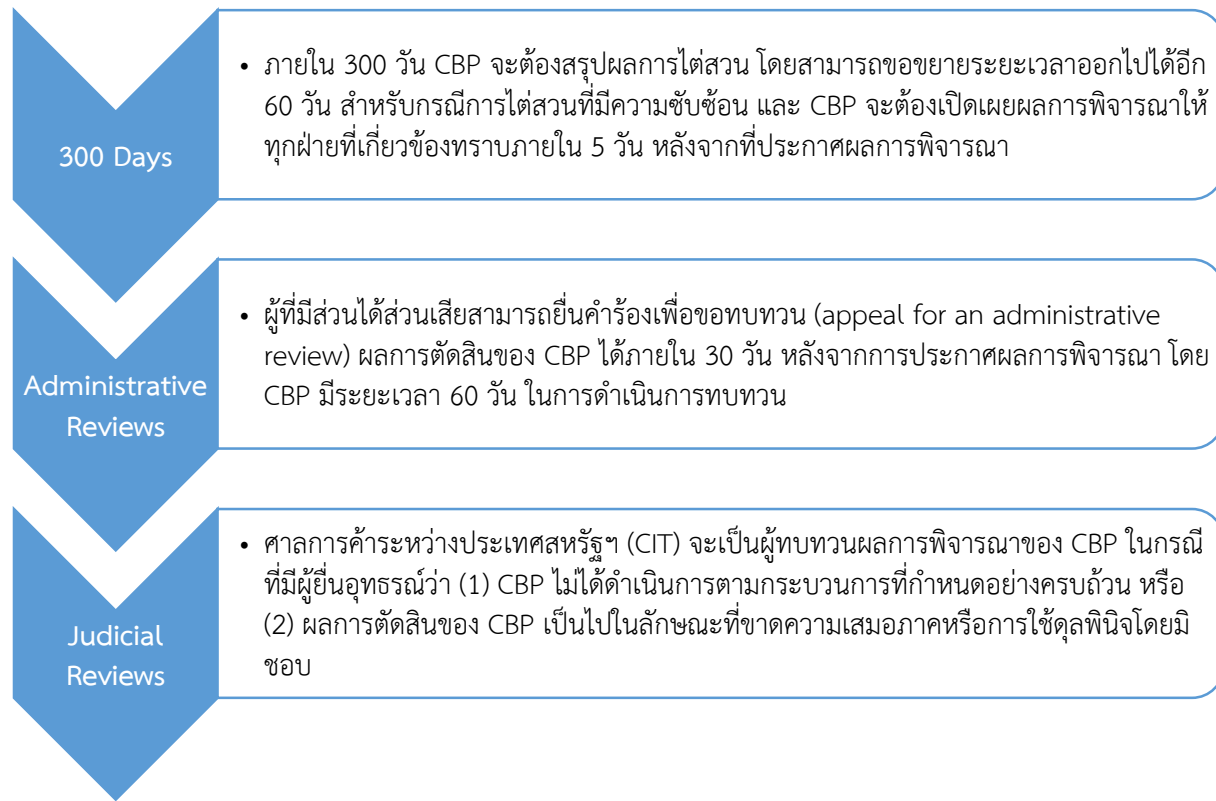 300 Days
• ภายใน 300 วัน CBP จะต้องสรุปผลการไต่สวน โดยสามารถขอขยายระยะเวลาออกไปได้อีก
60 วัน สำหรับกรณีการไต่สวนที่มีความซับซ้อน และ CBP จะต้องเปิดเผยผลการพิจารณาให้
ทุกฝ่ายที่เกี่ยวข้องทราบภายใน 5 วัน หลังจากที่ประกาศผลการพิจารณา
Administrative
Reviews
• ผู้ที่มีส่วนได้ส่วนเสียสามารถยื่นคำร้องเพื่อขอทบทวน (appeal for an administrative
review) ผลการตัดสินของ CBP ได้ภายใน 30 วัน หลังจากการประกาศผลการพิจารณา โดย
CBP มีระยะเวลา 60 วัน ในการดำเนินการทบทวน
Judicial
Reviews
• ศาลการค้าระหว่างประเทศสหรัฐฯ (CIT) จะเป็นผู้ทบทวนผลการพิจารณาของ CBP ในกรณี
ที่มีผู้ยื่นอุทธรณ์ว่า (1) CBP ไม่ได้ดำเนินการตามกระบวนการที่กำหนดอย่างครบถ้วน หรือ
(2) ผลการตัดสินของ CBP เป็นไปในลักษณะที่ขาดความเสมอภาคหรือการใช้ดุลพินิจโดยมิ
ชอบ